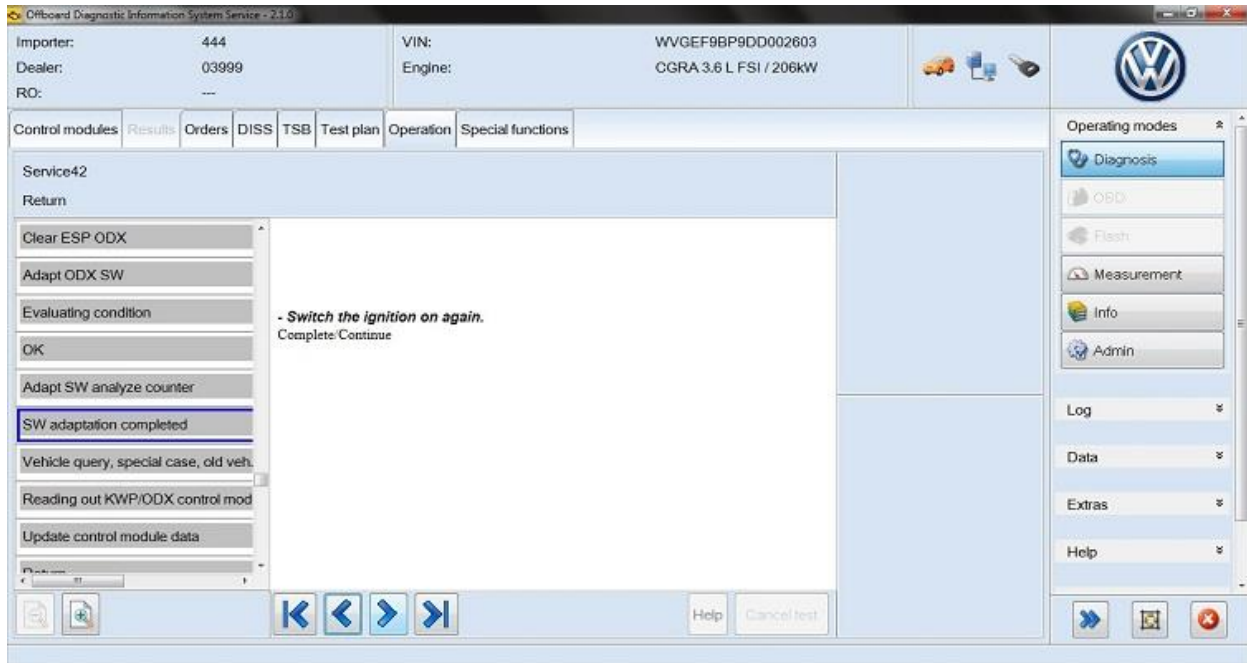 Offboard Diagnostic Information System Service - 2.1.0
Importer: 444 VIN: WVGEF9BP9DD002603
Dealer: 03999 Engine: CGRA 3.6 L FSI / 206kW
RO: ---
Control modules Results Orders DISS TSB Test plan Operation Special functions
Service42
Return
Clear ESP ODX
Adapt ODX SW
Evaluating condition
OK
Adapt SW analyze counter
SW adaptation completed
Vehicle query, special case, old veh.
Reading out KWP/ODX control mod
Update control module data
Return
- Switch the ignition on again.
Complete/Continue
Help Cancel test
Operating modes
Diagnosis
OBD
Flash
Measurement
Info
Admin
Log
Data
Extras
Help